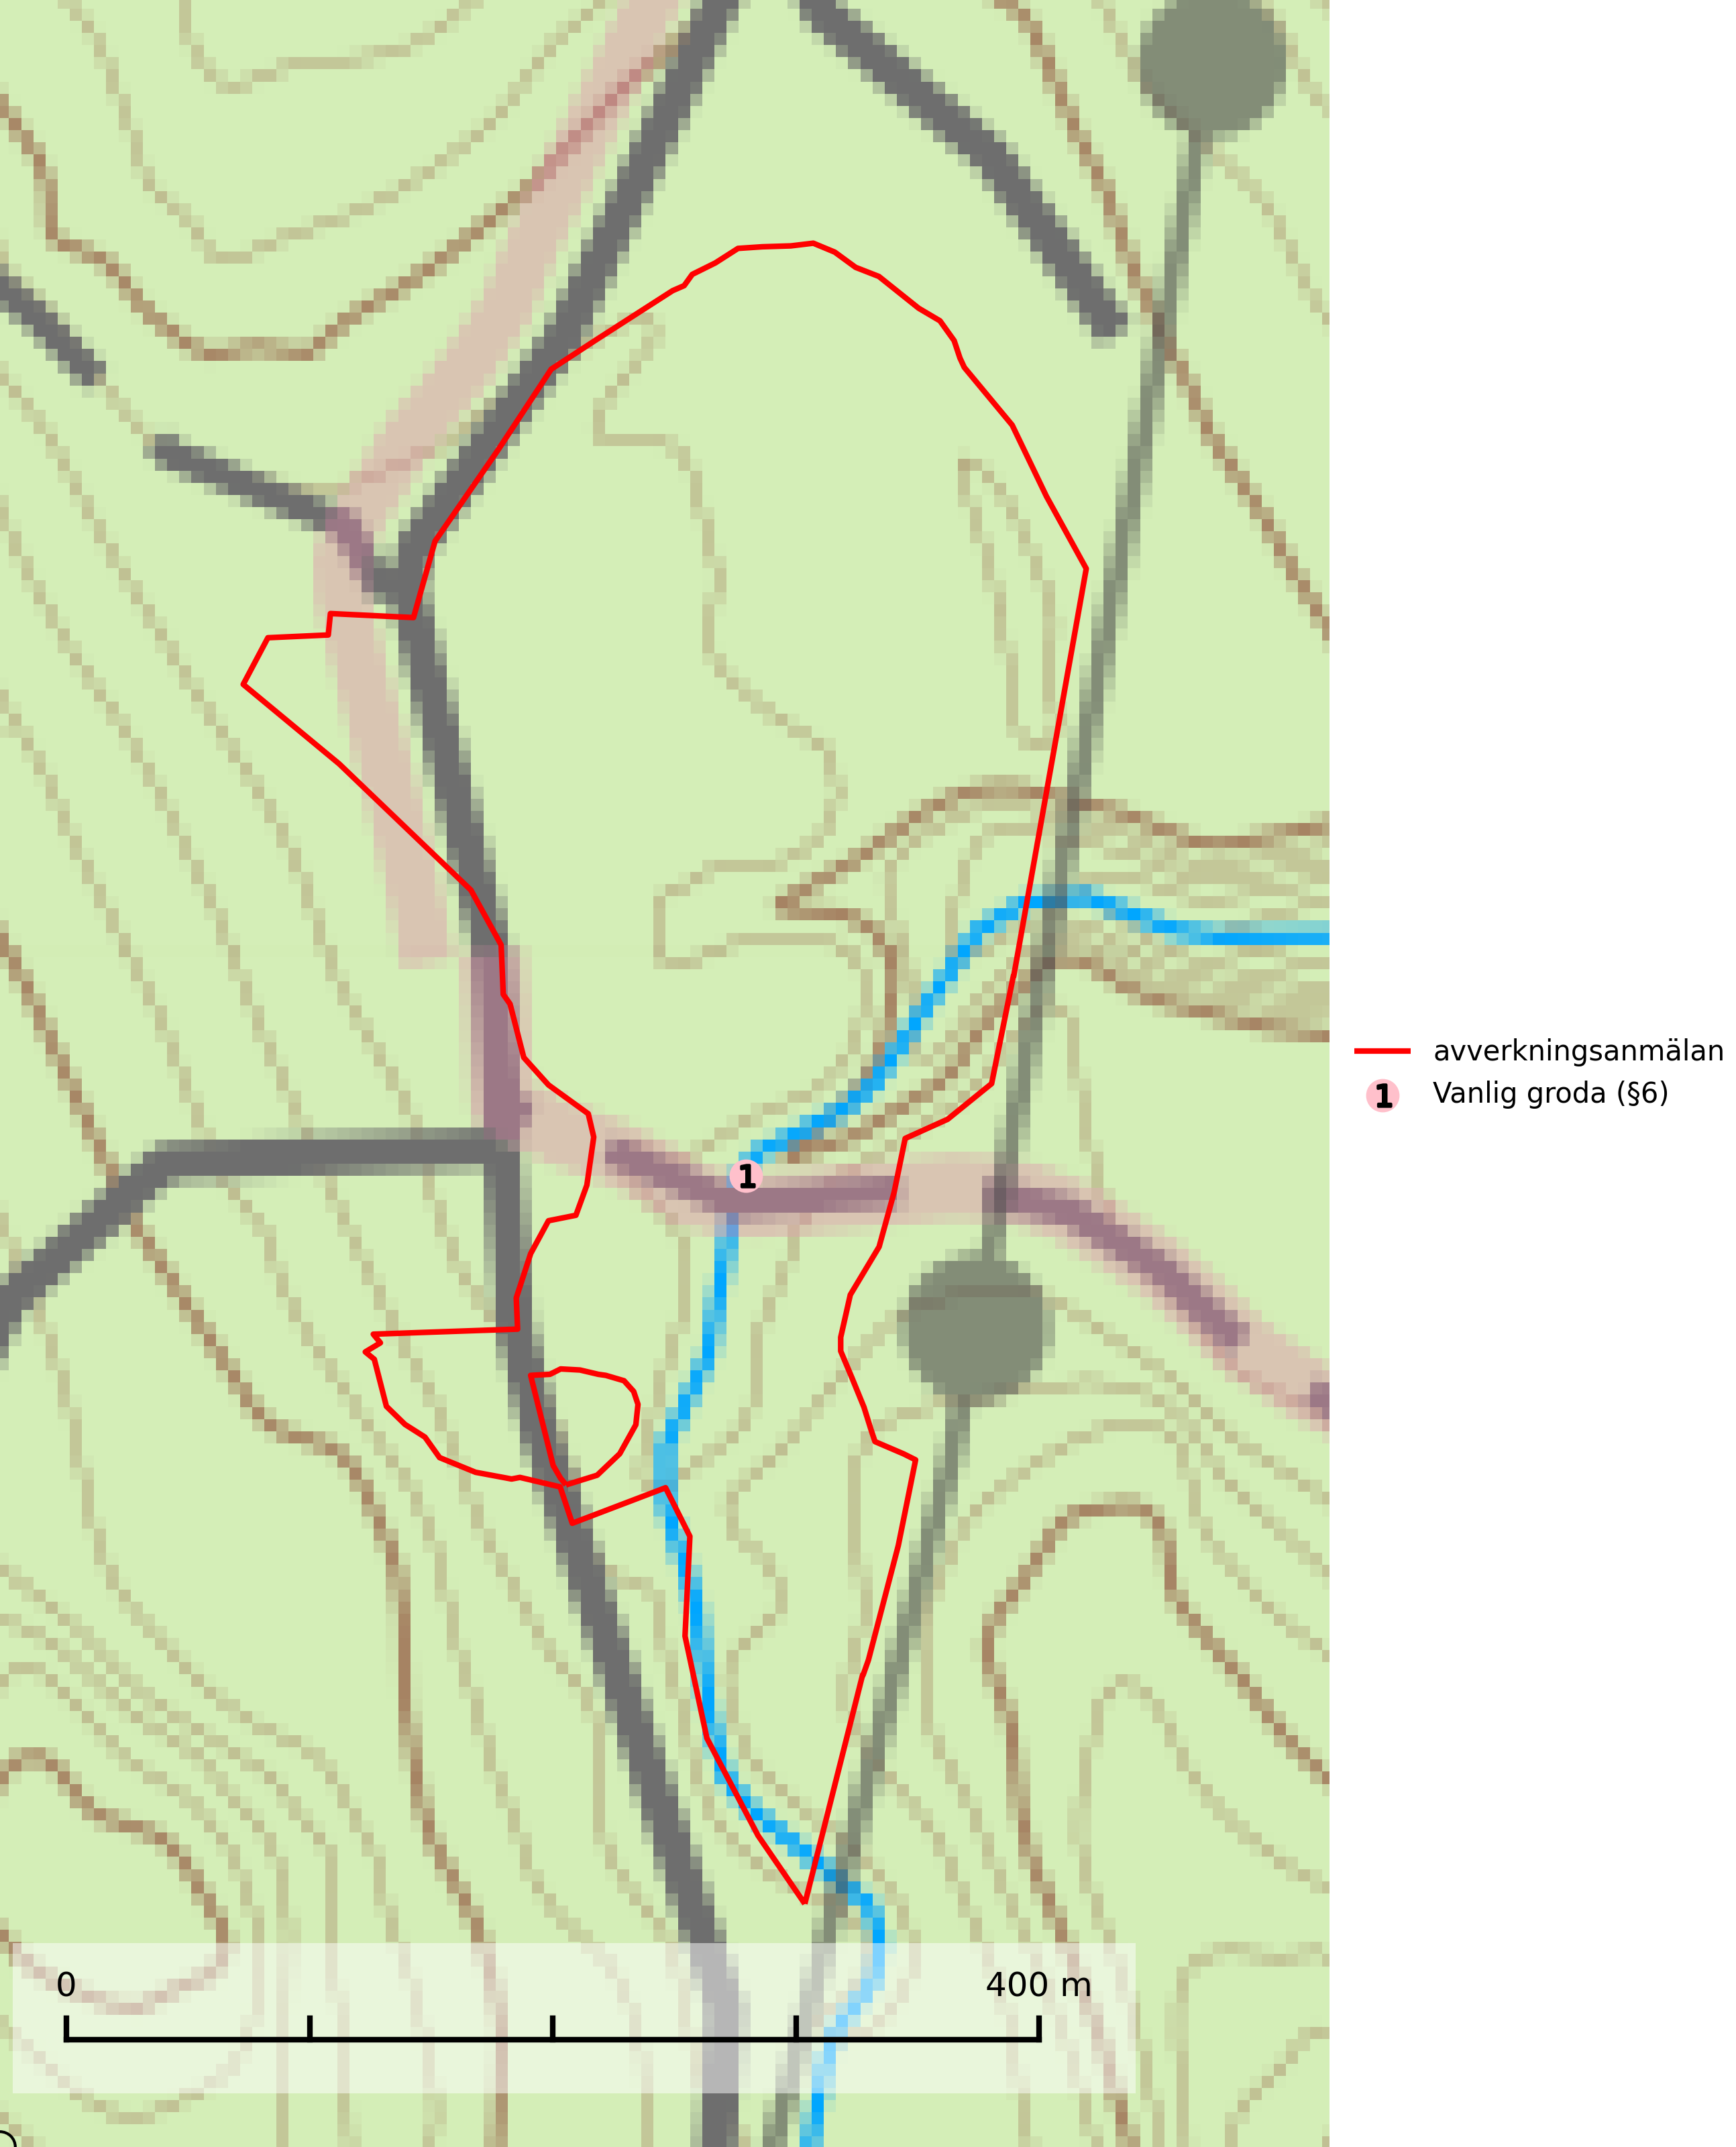 1
avverkningsanmälan
1 Vanlig groda (§6)
0 400 m